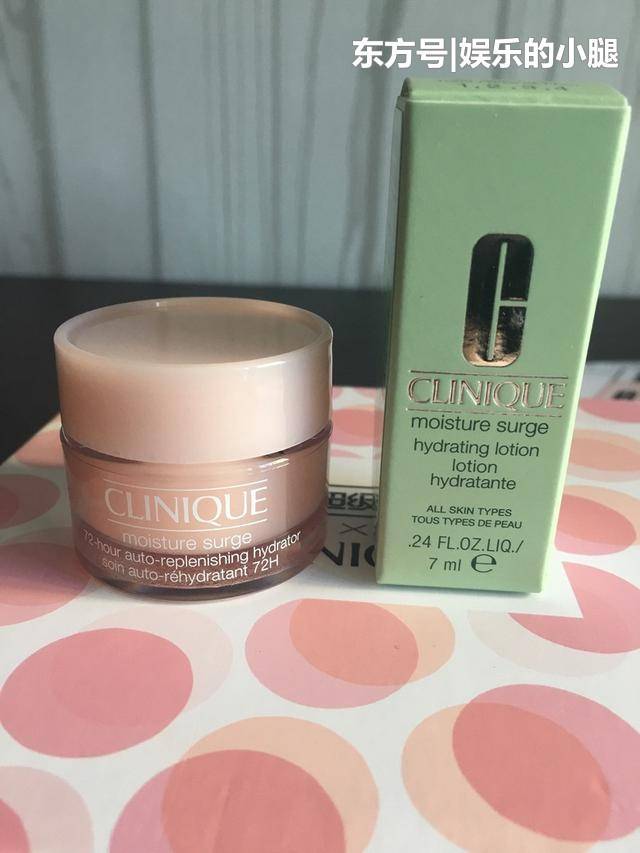 东方号|娱乐的小腿
CLINIQUE
moisture surge
hydrating lotion
lotion
hydratante
ALL SKIN TYPES
TOUS TYPES DE PEAU
.24 FL.OZ.LIQ./
7 ml ℮
CLINIQUE
moisture surge
72-hour auto-replenishing hydrator
soin auto-réhydratant 72H